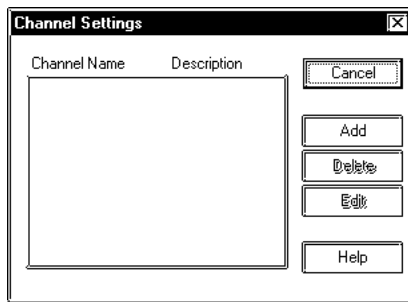 Channel Settings
Channel Name Description
Cancel
Add
Delete
Edit
Help